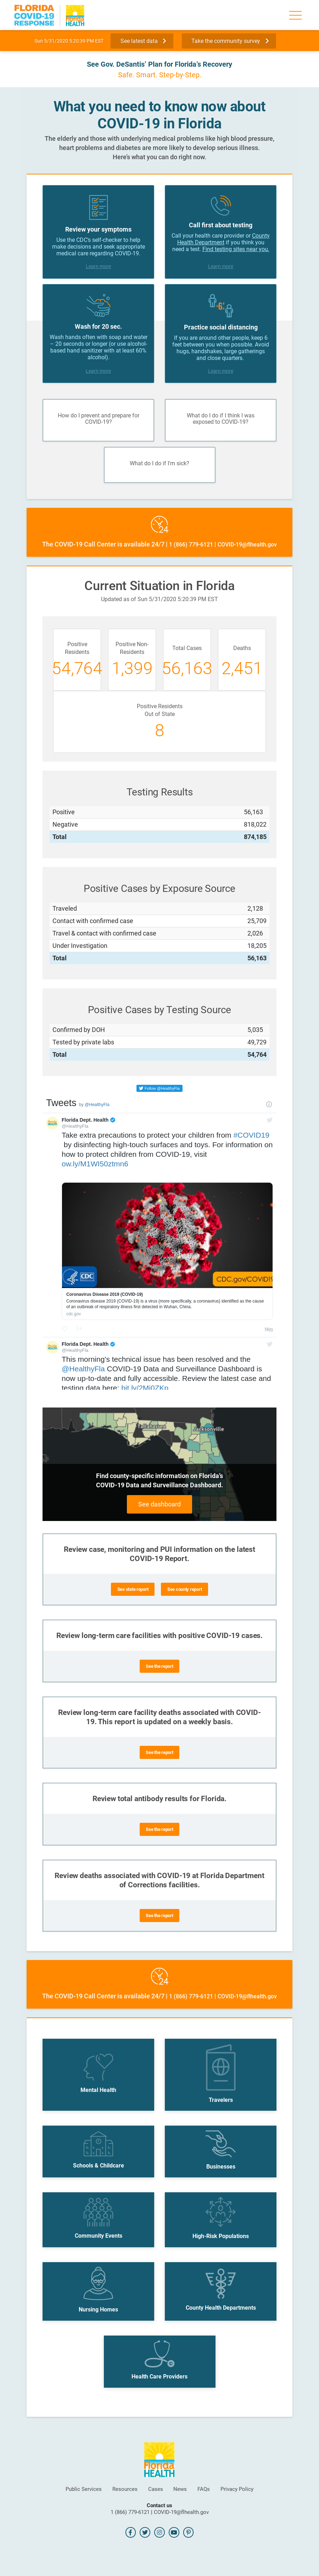 FLORIDA
COVID-19
RESPONSE
Florida
HEALTH
Sun 5/31/2020 5:20:39 PM EST
See latest data
Take the community survey
See Gov. DeSantis’ Plan for Florida’s Recovery
Safe. Smart. Step-by-Step.
What you need to know now about
COVID-19 in Florida
The elderly and those with underlying medical problems like high blood pressure,
heart problems and diabetes are more likely to develop serious illness.
Here’s what you can do right now.
Review your symptoms
Use the CDC’s self-checker to help
make decisions and seek appropriate
medical care regarding COVID-19.
Learn more
Call first about testing
Call your health care provider or County
Health Department if you think you
need a test. Find testing sites near you.
Learn more
Wash for 20 sec.
Wash hands often with soap and water
– 20 seconds or longer (or use alcohol-
based hand sanitizer with at least 60%
alcohol).
Learn more
Practice social distancing
If you are around other people, keep 6
feet between you when possible. Avoid
hugs, handshakes, large gatherings
and close quarters.
Learn more
How do I prevent and prepare for
COVID-19?
What do I do if I think I was
exposed to COVID-19?
What do I do if I'm sick?
24
The COVID-19 Call Center is available 24/7 | 1 (866) 779-6121 | COVID-19@flhealth.gov
Current Situation in Florida
Updated as of Sun 5/31/2020 5:20:39 PM EST
Positive
Residents
54,764
Positive Non-
Residents
1,399
Total Cases
56,163
Deaths
2,451
Positive Residents
Out of State
8
Testing Results
Positive 56,163
Negative 818,022
Total 874,185
Positive Cases by Exposure Source
Traveled 2,128
Contact with confirmed case 25,709
Travel & contact with confirmed case 2,026
Under Investigation 18,205
Total 56,163
Positive Cases by Testing Source
Confirmed by DOH 5,035
Tested by private labs 49,729
Total 54,764
Follow @HealthyFla
Tweets by @HealthyFla
Florida Dept. Health
@HealthyFla
Take extra precautions to protect your children from #COVID19
by disinfecting high-touch surfaces and toys. For information on
how to protect children from COVID-19, visit
ow.ly/M1WI50ztmn6
CDC
CDC.gov/COVID19
Coronavirus Disease 2019 (COVID-19)
Coronavirus disease 2019 (COVID-19) is a virus (more specifically, a coronavirus) identified as the cause
of an outbreak of respiratory illness first detected in Wuhan, China.
cdc.gov
Florida Dept. Health
@HealthyFla
This morning's technical issue has been resolved and the
@HealthyFla COVID-19 Data and Surveillance Dashboard is
now up-to-date and fully accessible. Review the latest case and
testing data here: bit.ly/2Mj0ZKp
Tallahassee
Jacksonville
Find county-specific information on Florida’s
COVID-19 Data and Surveillance Dashboard.
See dashboard
Review case, monitoring and PUI information on the latest
COVID-19 Report.
See state report
See county report
Review long-term care facilities with positive COVID-19 cases.
See the report
Review long-term care facility deaths associated with COVID-
19. This report is updated on a weekly basis.
See the report
Review total antibody results for Florida.
See the report
Review deaths associated with COVID-19 at Florida Department
of Corrections facilities.
See the report
24
The COVID-19 Call Center is available 24/7 | 1 (866) 779-6121 | COVID-19@flhealth.gov
Mental Health
Travelers
Schools & Childcare
Businesses
Community Events
High-Risk Populations
Nursing Homes
County Health Departments
Health Care Providers
Florida
HEALTH
Public Services Resources Cases News FAQs Privacy Policy
Contact us
1 (866) 779-6121 | COVID-19@flhealth.gov